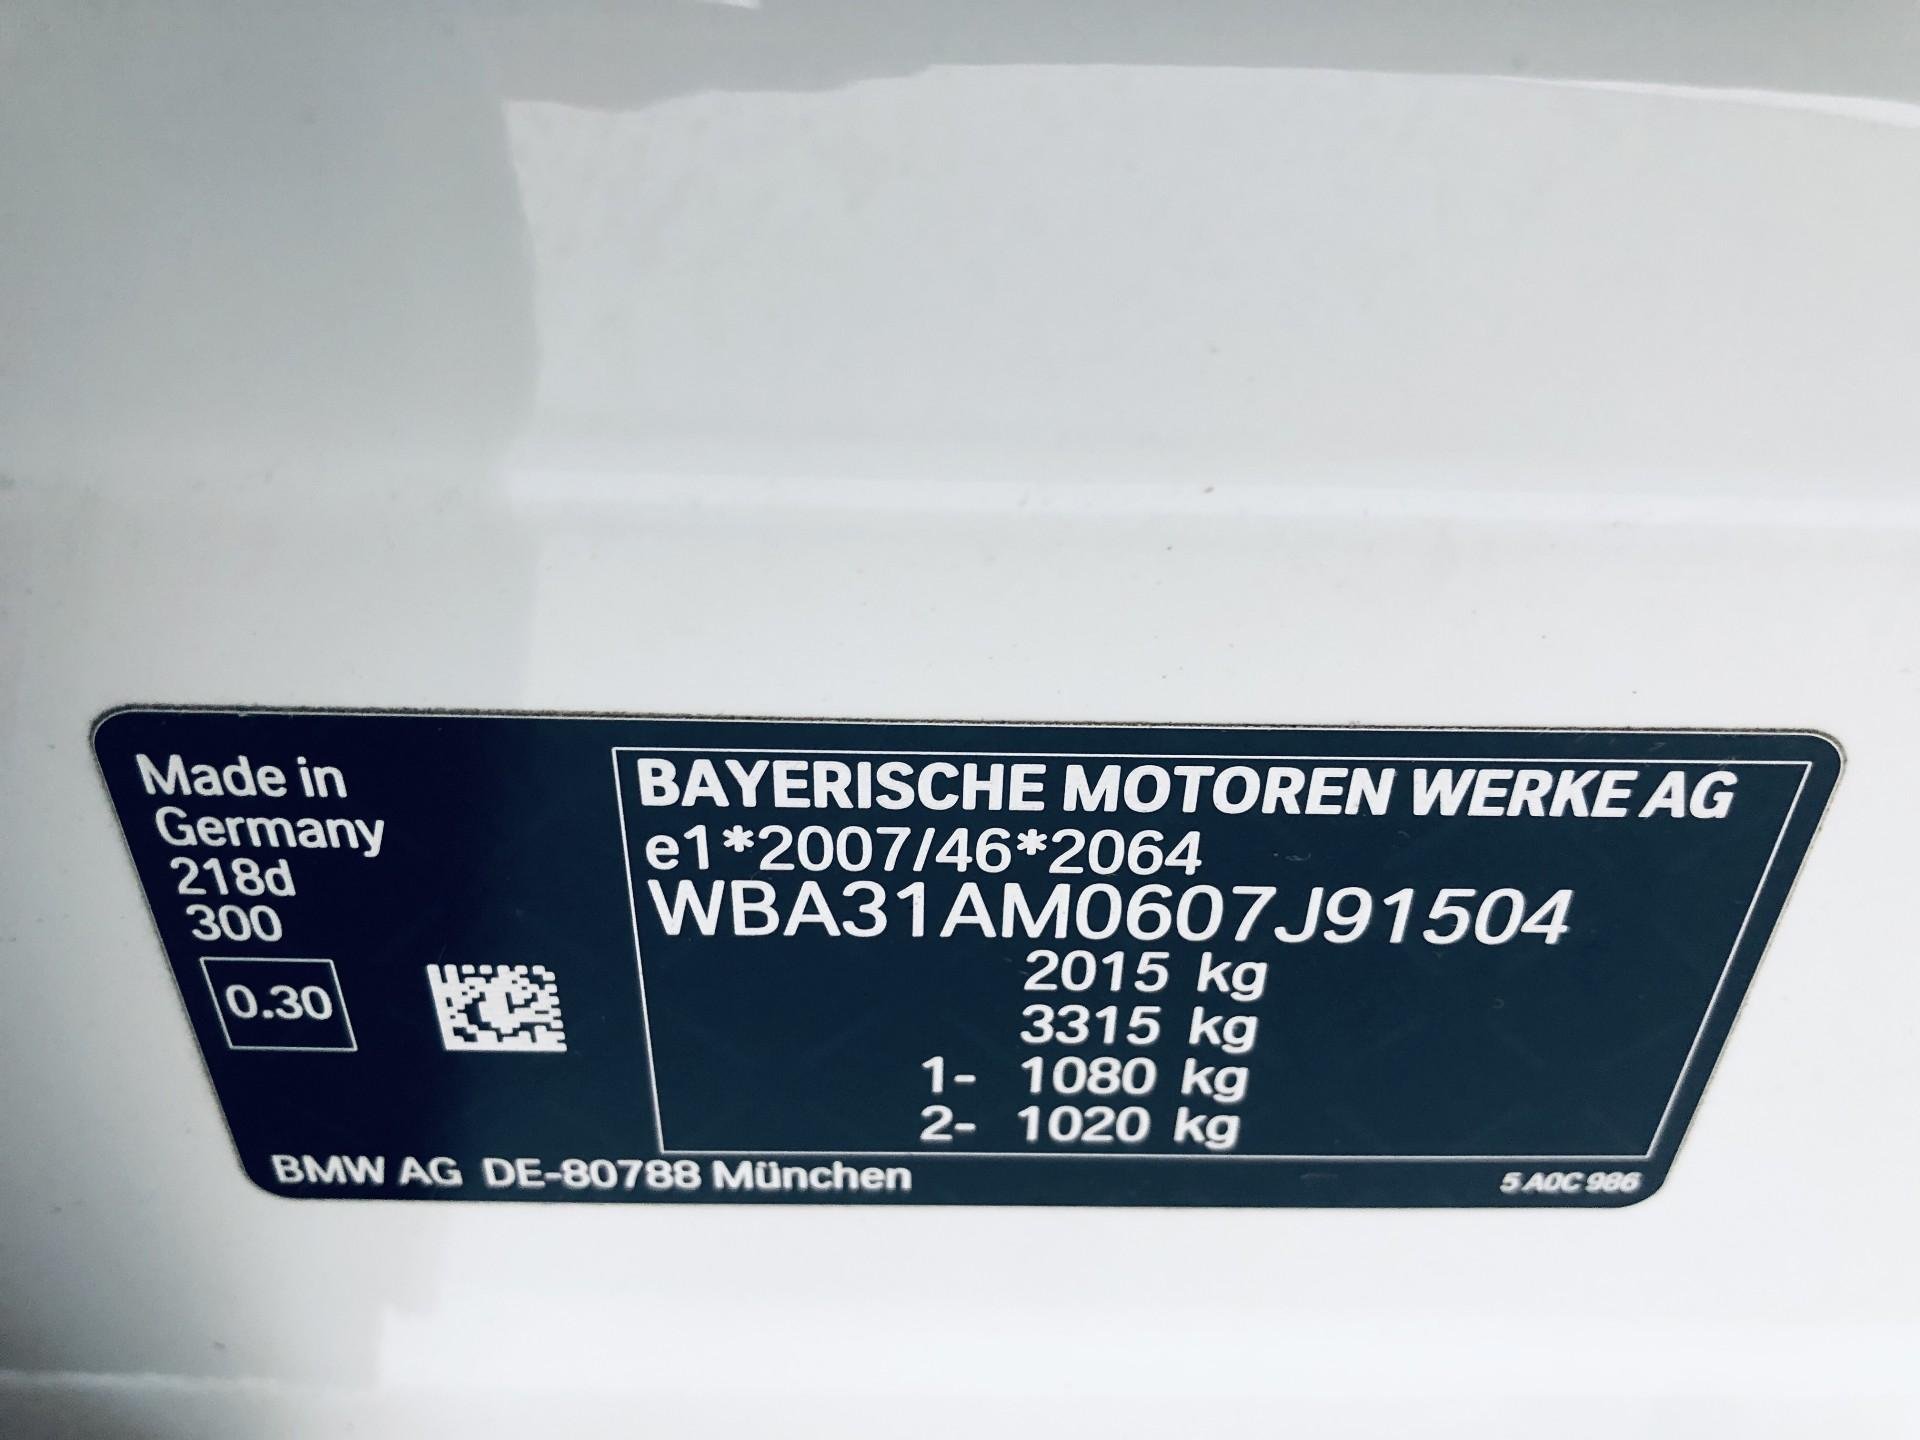 Made in
Germany
218d
300
0.30
BAYERISCHE MOTOREN WERKE AG
e1*2007/46*2064
WBA31AM0607J91504
2015 kg
3315 kg
1- 1080 kg
2- 1020 kg
BMW AG DE-80788 München
5 A0C 986